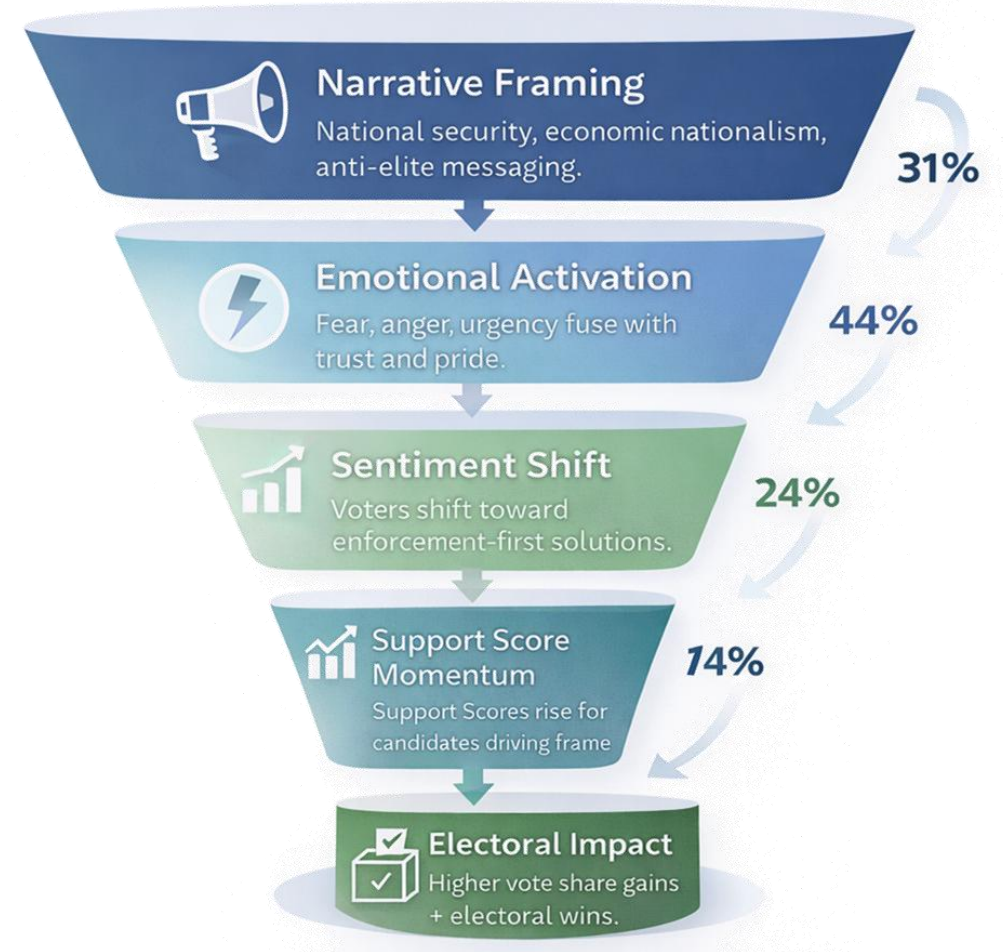 Narrative Framing
National security, economic nationalism,
anti-elite messaging.
31%
Emotional Activation
Fear, anger, urgency fuse with
trust and pride.
44%
Sentiment Shift
Voters shift toward
enforcement-first solutions.
24%
Support Score
Momentum
Support Scores rise for
candidates driving frame
14%
Electoral Impact
Higher vote share gains
+ electoral wins.